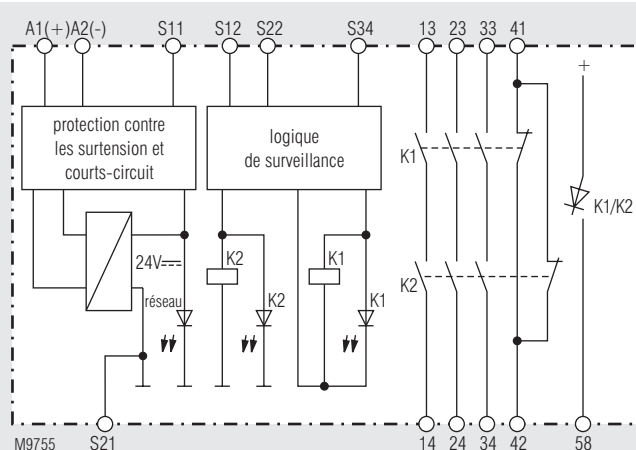 A1(+) A2(-) S11 S12 S22 S34 13 23 33 41
protection contre
les surtension et
courts-circuit
logique
de surveillance
+
K1
K1/K2
24V
K2
K1
K2
réseau
K2
K1
M9755
S21
14 24 34 42 58